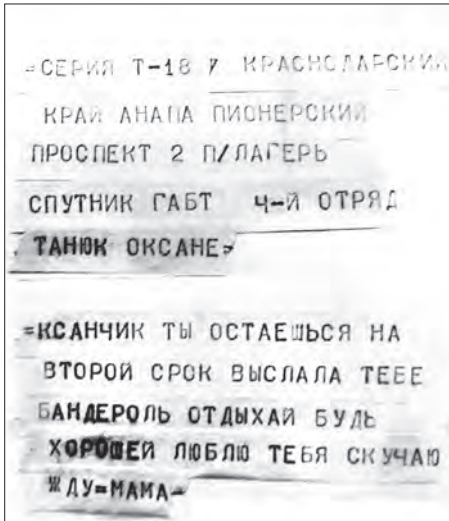 =СЕРИЯ Т-18 КРАСНОДАРСКИЙ
КРАЙ АНАПА ПИОНЕРСКИЙ
ПРОСПЕКТ 2 П/ЛАГЕРЬ
СПУТНИК ГАБТ 4-Й ОТРЯД
ТАНЮК ОКСАНЕ=
=КСАНЧИК ТЫ ОСТАЕШЬСЯ НА
ВТОРОЙ СРОК ВЫСЛАЛА ТЕБЕ
БАНДЕРОЛЬ ОТДЫХАЙ БУДЬ
ХОРОШЕЙ ЛЮБЛЮ ТЕБЯ СКУЧАЮ
ЖДУ=МАМА=